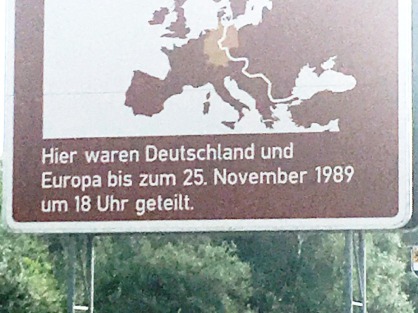 Hier waren Deutschland und
Europa bis zum 25. November 1989
um 18 Uhr geteilt.